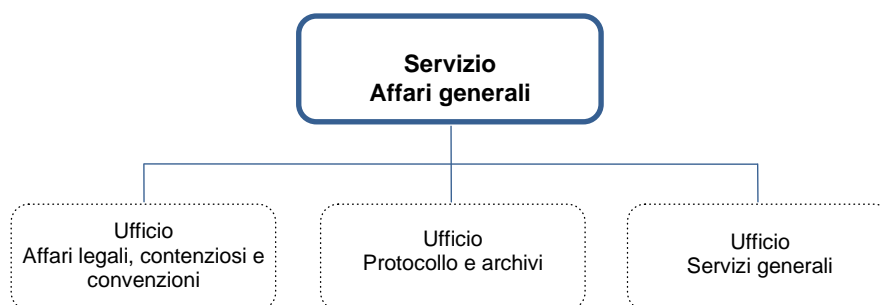 Servizio
Affari generali
Ufficio
Affari legali, contenziosi e
convenzioni
Ufficio
Protocollo e archivi
Ufficio
Servizi generali